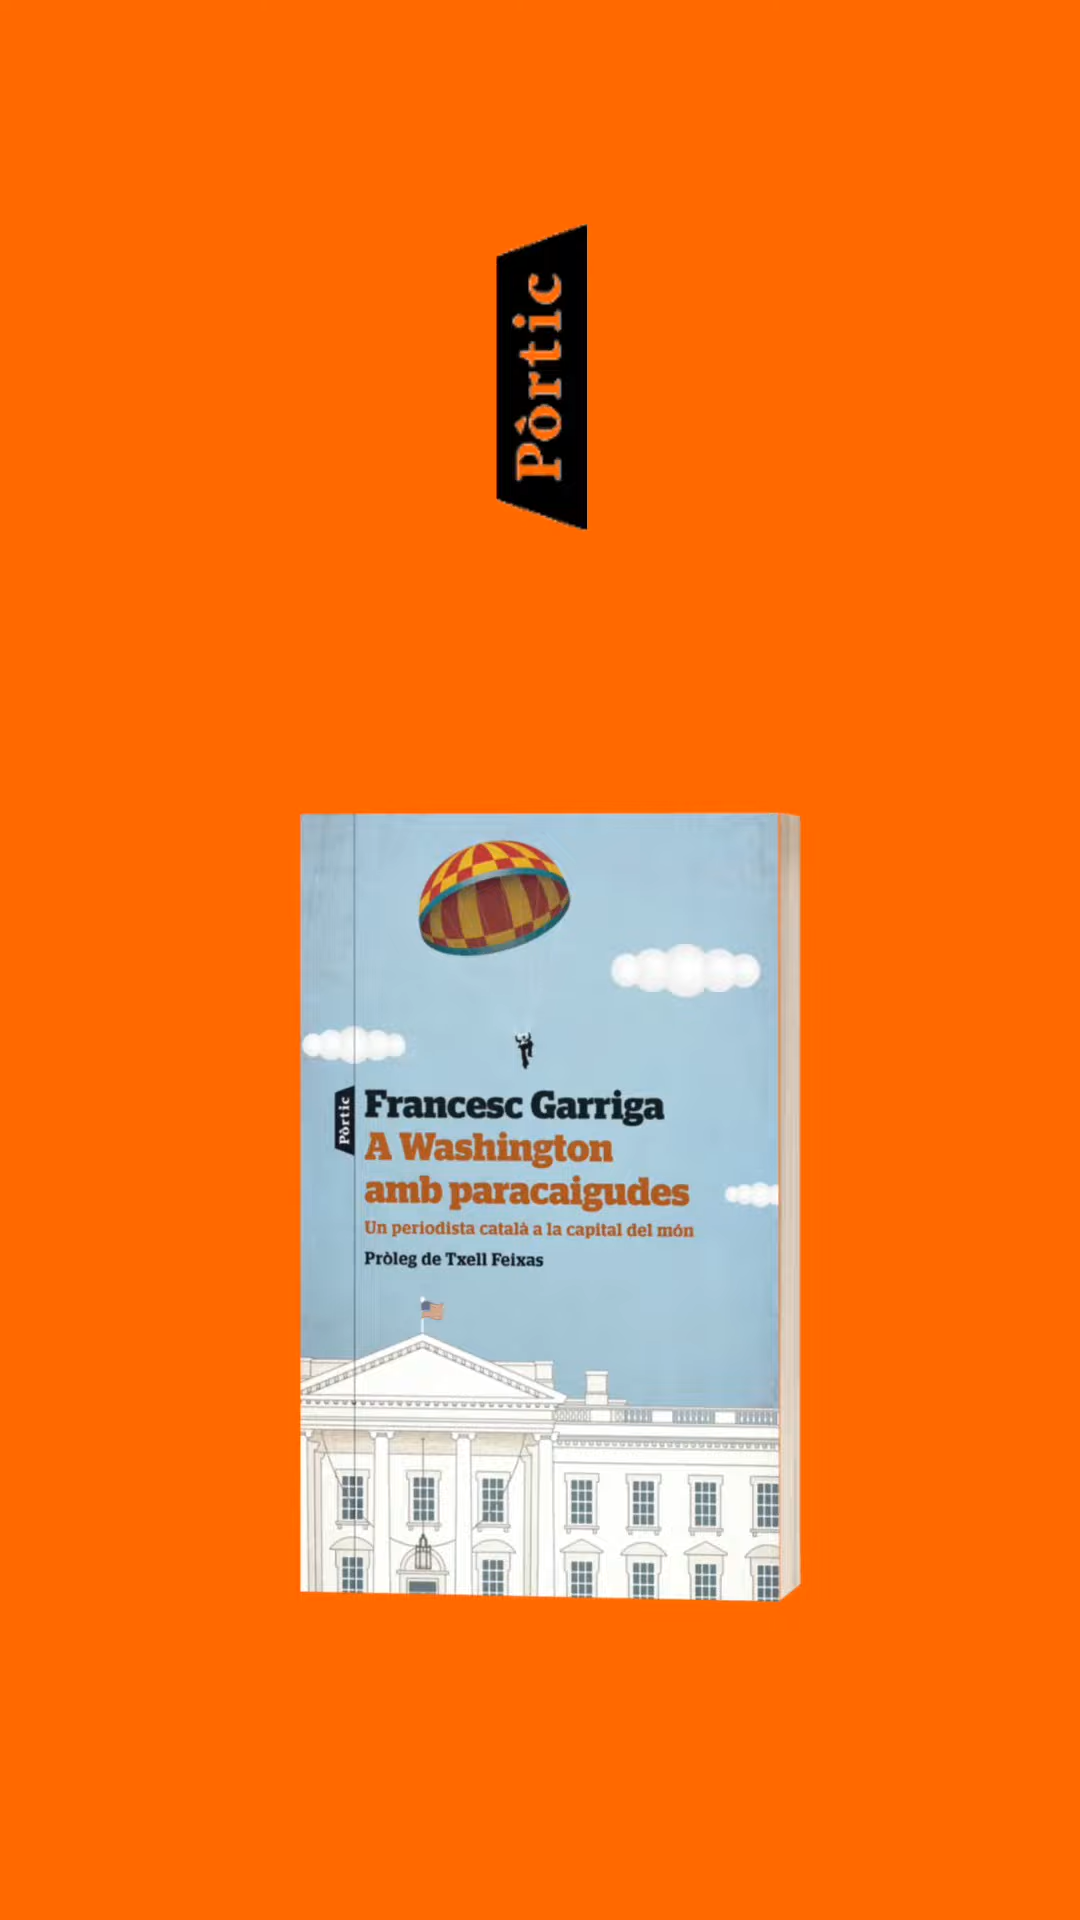 Pòrtic
Pòrtic
Francesc Garriga
A Washington
amb paracaigudes
Un periodista català a la capital del món
Pròleg de Txell Feixas